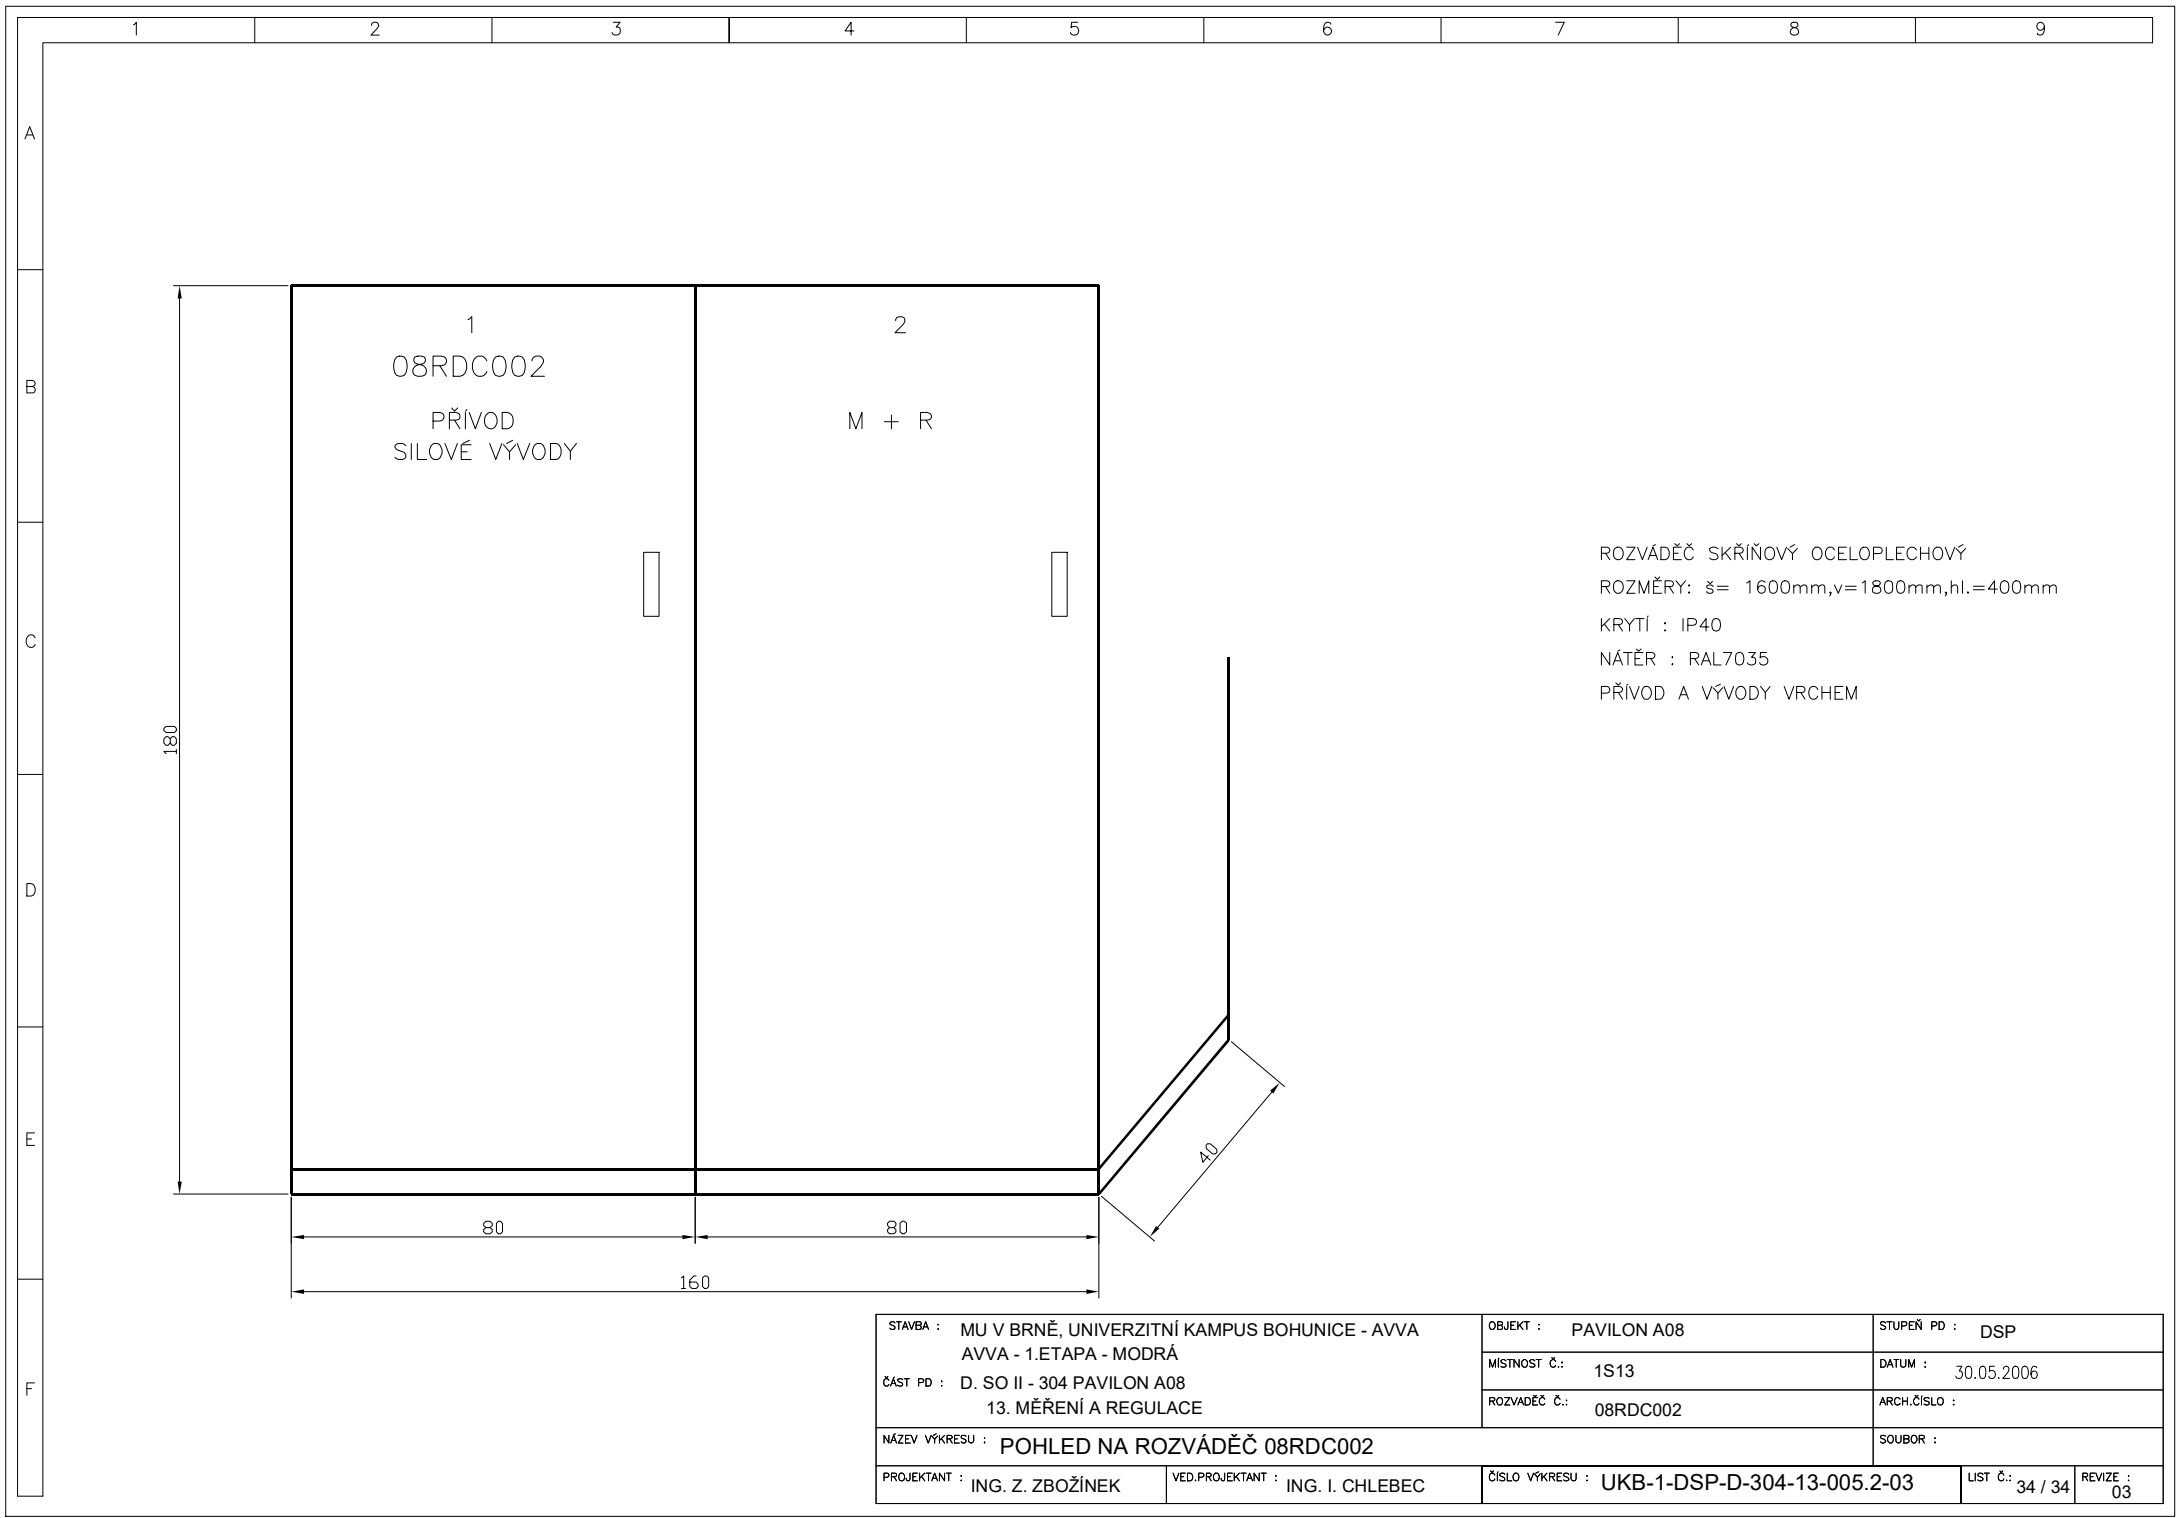 1 2 3 4 5 6 7 8 9
A
B
C
D
E
F
1
08RDC002
PŘÍVOD
SILOVÉ VÝVODY
2
M + R
180
80
80
160
40
ROZVÁDĚČ SKŘÍŇOVÝ OCELOPLECHOVÝ
ROZMĚRY: š= 1600mm,v=1800mm,hl.=400mm
KRYTÍ : IP40
NÁTĚR : RAL7035
PŘÍVOD A VÝVODY VRCHEM
STAVBA : MU V BRNĚ, UNIVERZITNÍ KAMPUS BOHUNICE - AVVA
AVVA - 1.ETAPA - MODRÁ
ČÁST PD : D. SO II - 304 PAVILON A08
13. MĚŘENÍ A REGULACE
OBJEKT : PAVILON A08
MÍSTNOST Č.: 1S13
ROZVADĚČ Č.: 08RDC002
STUPEŇ PD : DSP
DATUM : 30.05.2006
ARCH.ČÍSLO :
NÁZEV VÝKRESU : POHLED NA ROZVÁDĚČ 08RDC002
SOUBOR :
PROJEKTANT : ING. Z. ZBOŽÍNEK
VED.PROJEKTANT : ING. I. CHLEBEC
ČÍSLO VÝKRESU : UKB-1-DSP-D-304-13-005.2-03
LIST Č.: 34 / 34
REVIZE : 03